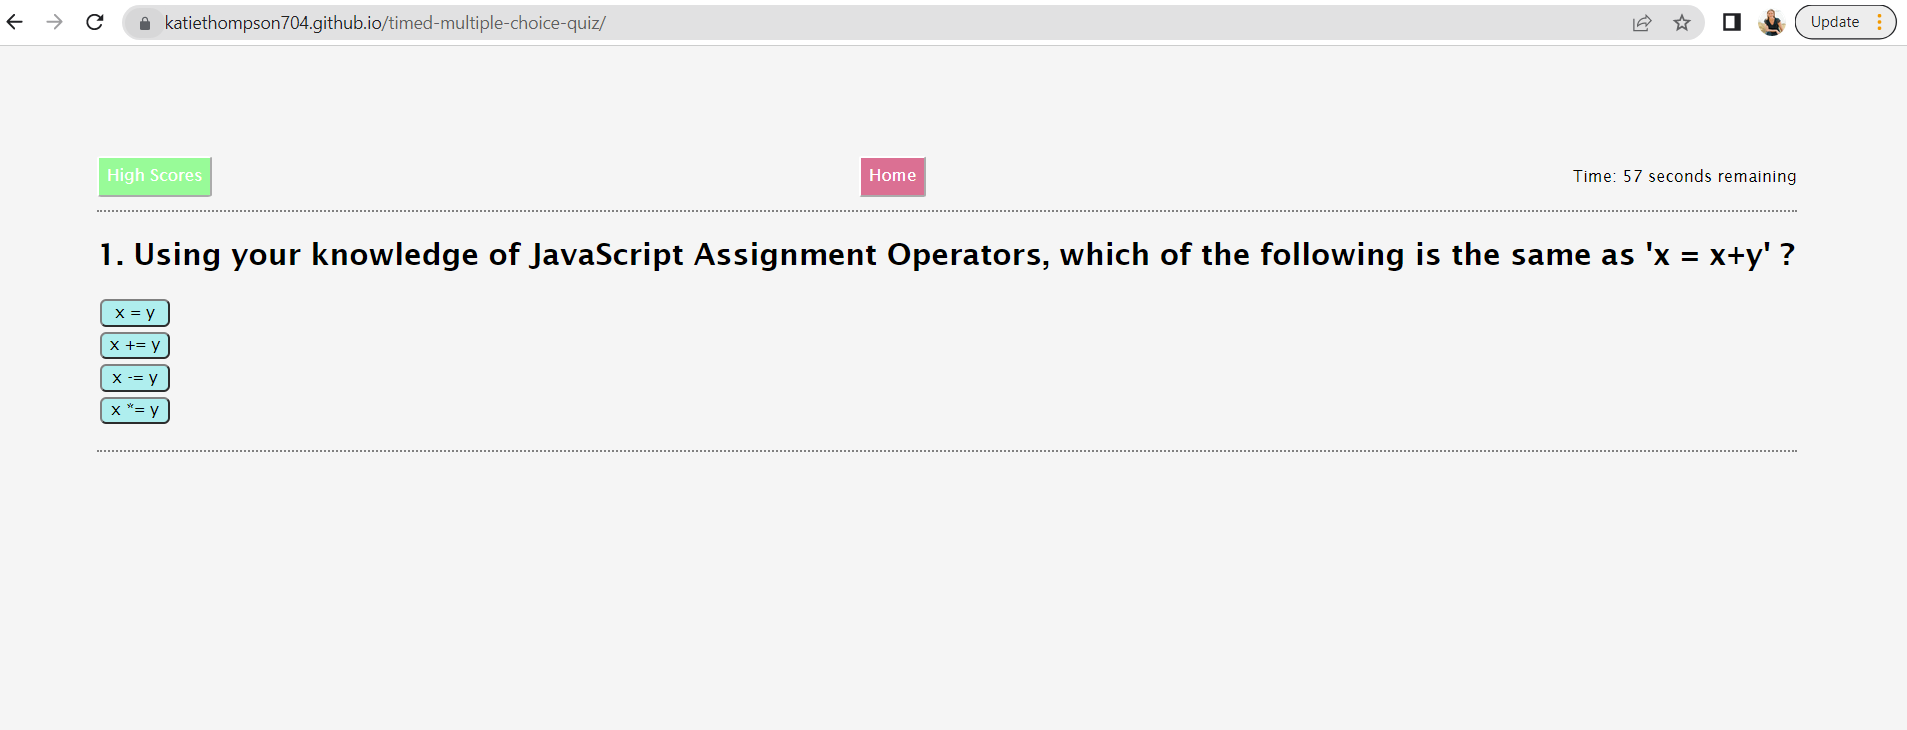 katiethompson704.github.io/timed-multiple-choice-quiz/
Update
High Scores
Home
Time: 57 seconds remaining
1. Using your knowledge of JavaScript Assignment Operators, which of the following is the same as 'x = x+y' ?
x = y
x += y
x -= y
x *= y